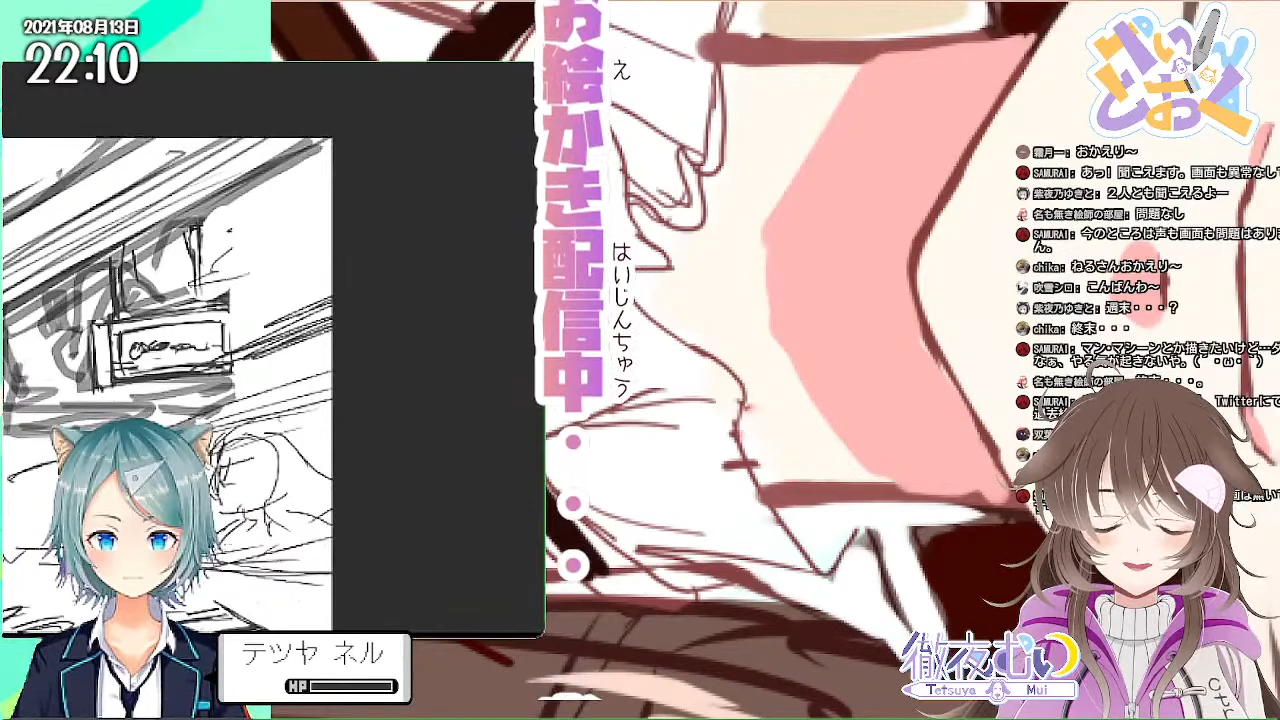 2021年08月13日
22:10
お絵かき配信中
え
はいじんちゅう
霜月一: おかえり〜
SAMURAI: あっ! 聞こえます。画面も異常なして
紫夜乃ゆきと: 2人とも聞こえるよー
名も無き絵師の部屋: 問題なし
SAMURAI: 今のところは声も画面も問題はありま
ん。
chika: ねるさんおかえり〜
吹雪シロ: こんばんわ〜
紫夜乃ゆきと: 週末・・・?
chika: 終末・・・
SAMURAI: マン・マシーンとか描きたいけど…タ
なぁ、やる気が起きないや。(´・ω・`)
名も無き絵師の部屋:
Twitterにて
テツヤ ネル
HP
徹夜むい
Tetsuya Mui